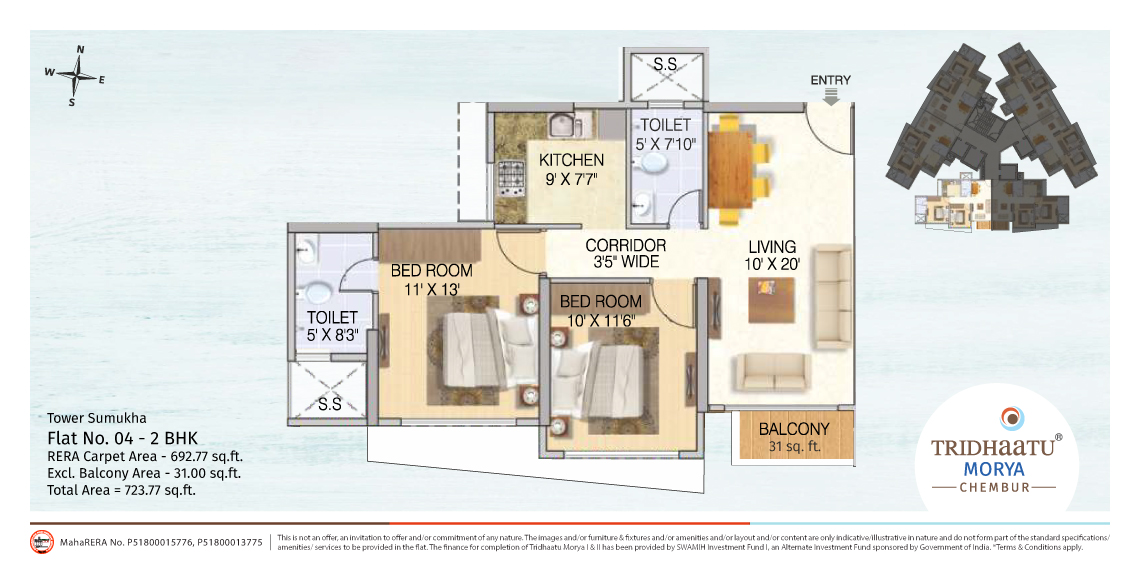 N
W
E
S
S.S
ENTRY
TOILET
5' X 7'10"
KITCHEN
9' X 7'7"
CORRIDOR
3'5" WIDE
LIVING
10' X 20'
BED ROOM
11' X 13'
BED ROOM
10' X 11'6"
TOILET
5' X 8'3"
S.S
BALCONY
31 sq. ft.
Tower Sumukha
Flat No. 04 - 2 BHK
RERA Carpet Area - 692.77 sq.ft.
Excl. Balcony Area - 31.00 sq.ft.
Total Area = 723.77 sq.ft.
TRIDHAATU®
MORYA
CHEMBUR
MahaRERA No. P51800015776, P51800013775
This is not an offer, an invitation to offer and/or commitment of any nature. The images and/or furniture & fixtures and/or amenities and/or layout and/or content are only indicative/illustrative in nature and do not form part of the standard specifications/
amenities/ services to be provided in the flat. The finance for completion of Tridhaatu Morya I & II has been provided by SWAMIH Investment Fund I, an Alternate Investment Fund sponsored by Government of India. *Terms & Conditions apply.